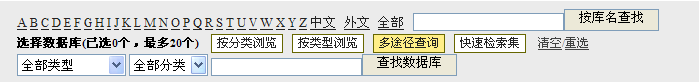 A B C D E F G H I J K L M N O P Q R S T U V W X Y Z 中文 外文 全部 按库名查找
选择数据库(已选0个，最多20个) 按分类浏览 按类型浏览 多途径查询 快速检索集 清空 重选
全部类型 全部分类 查找数据库